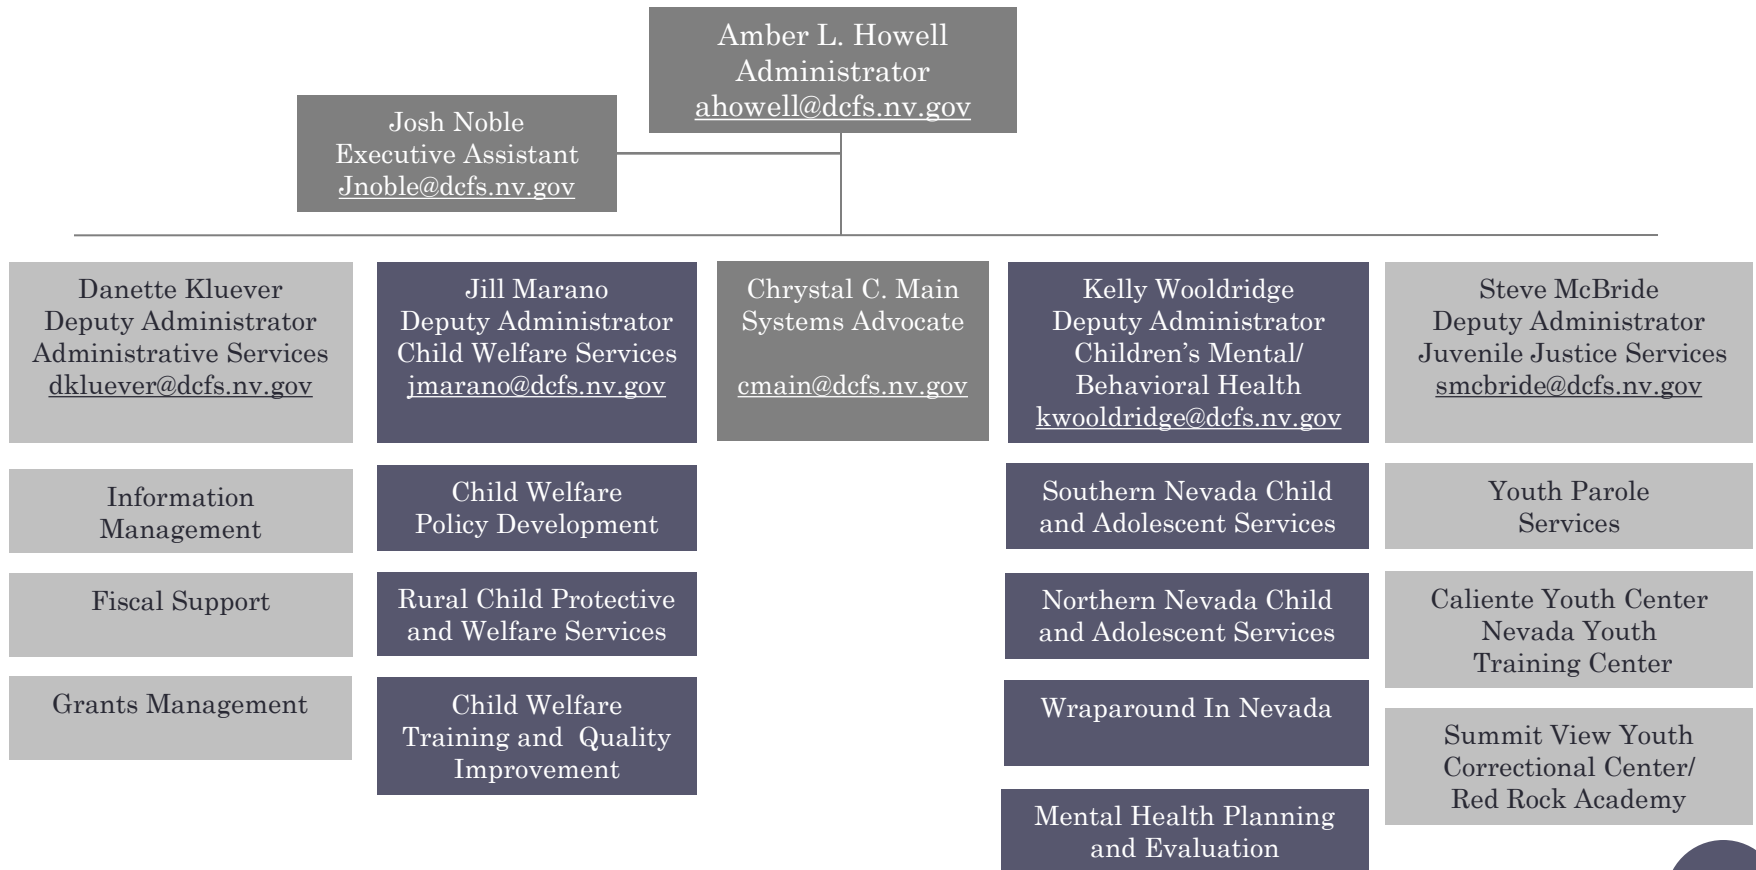 Amber L. Howell
Administrator
ahowell@dcfs.nv.gov
Josh Noble
Executive Assistant
Jnoble@dcfs.nv.gov
Danette Kluever
Deputy Administrator
Administrative Services
dkluever@dcfs.nv.gov
Information
Management
Fiscal Support
Grants Management
Jill Marano
Deputy Administrator
Child Welfare Services
jmarano@dcfs.nv.gov
Child Welfare
Policy Development
Rural Child Protective
and Welfare Services
Child Welfare
Training and Quality
Improvement
Chrystal C. Main
Systems Advocate
cmain@dcfs.nv.gov
Kelly Wooldridge
Deputy Administrator
Children’s Mental/
Behavioral Health
kwooldridge@dcfs.nv.gov
Southern Nevada Child
and Adolescent Services
Northern Nevada Child
and Adolescent Services
Wraparound In Nevada
Mental Health Planning
and Evaluation
Steve McBride
Deputy Administrator
Juvenile Justice Services
smcbride@dcfs.nv.gov
Youth Parole
Services
Caliente Youth Center
Nevada Youth
Training Center
Summit View Youth
Correctional Center/
Red Rock Academy